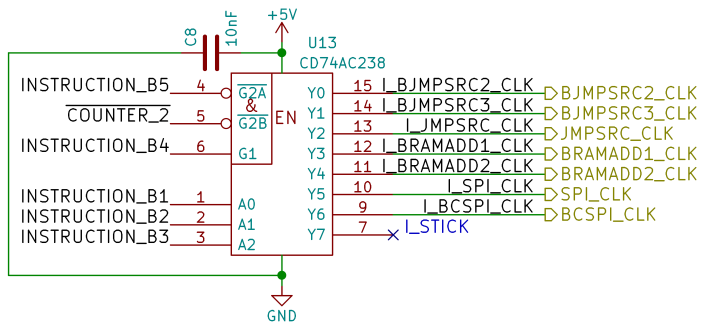 +5V
C8
10nF
U13
CD74AC238
INSTRUCTION_B5 4 G2A Y0 15 I_BJMPSRC2_CLK BJMPSRC2_CLK
& EN
COUNTER_2 5 G2B Y1 14 I_BJMPSRC3_CLK BJMPSRC3_CLK
Y2 13 I_JMPSRC_CLK JMPSRC_CLK
INSTRUCTION_B4 6 G1 Y3 12 I_BRAMADD1_CLK BRAMADD1_CLK
Y4 11 I_BRAMADD2_CLK BRAMADD2_CLK
INSTRUCTION_B1 1 A0 Y5 10 I_SPI_CLK SPI_CLK
INSTRUCTION_B2 2 A1 Y6 9 I_BCSPI_CLK BCSPI_CLK
INSTRUCTION_B3 3 A2 Y7 7 I_STICK
GND